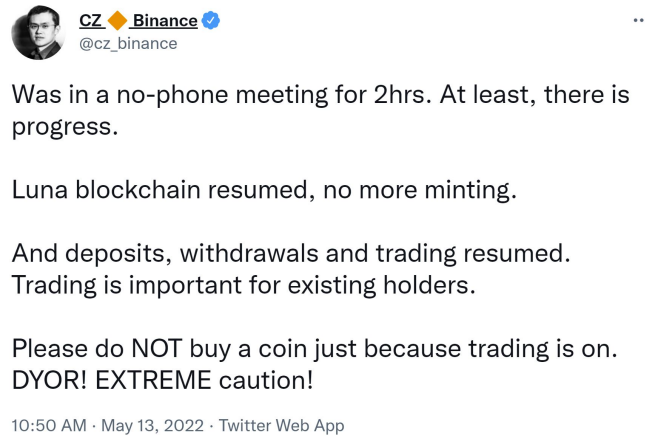 CZ 🔶 Binance
@cz_binance
Was in a no-phone meeting for 2hrs. At least, there is
progress.
Luna blockchain resumed, no more minting.
And deposits, withdrawals and trading resumed.
Trading is important for existing holders.
Please do NOT buy a coin just because trading is on.
DYOR! EXTREME caution!
10:50 AM · May 13, 2022 · Twitter Web App